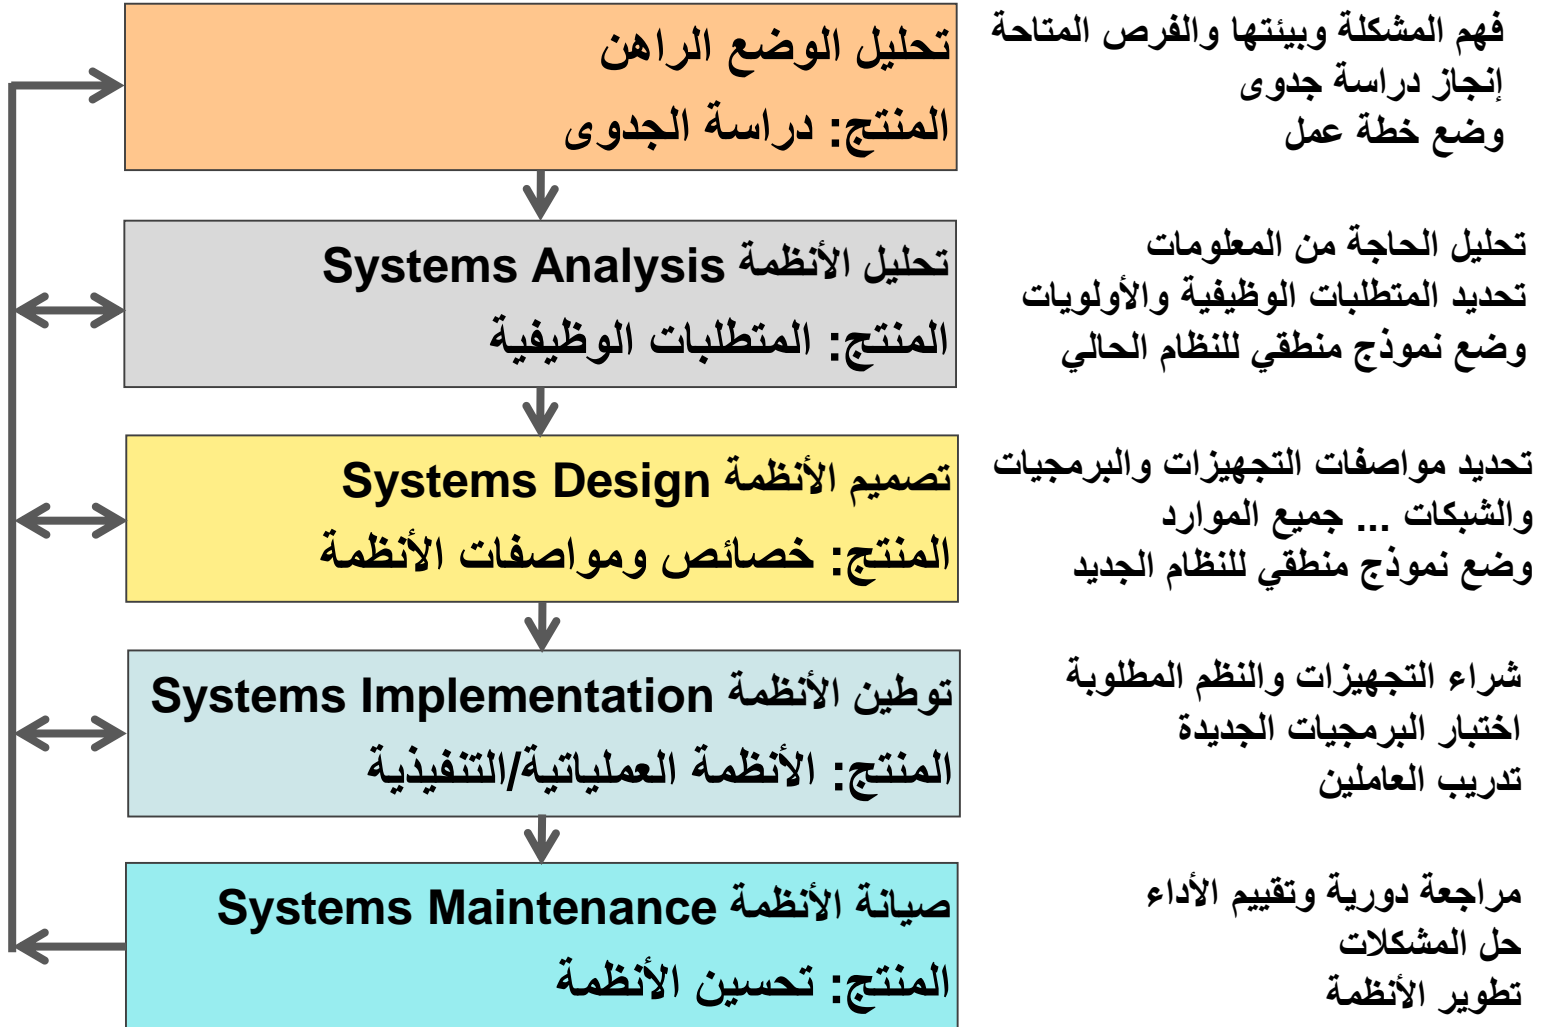 تحليل الوضع الراهن
المنتج: دراسة الجدوى
فهم المشكلة وبيئتها والفرص المتاحة
إنجاز دراسة جدوى
وضع خطة عمل
تحليل الأنظمة Systems Analysis
المنتج: المتطلبات الوظيفية
تحليل الحاجة من المعلومات
تحديد المتطلبات الوظيفية والأولويات
وضع نموذج منطقي للنظام الحالي
تصميم الأنظمة Systems Design
المنتج: خصائص ومواصفات الأنظمة
تحديد مواصفات التجهيزات والبرمجيات
والشبكات ... جميع الموارد
وضع نموذج منطقي للنظام الجديد
توطين الأنظمة Systems Implementation
المنتج: الأنظمة العملياتية/التنفيذية
شراء التجهيزات والنظم المطلوبة
اختبار البرمجيات الجديدة
تدريب العاملين
صيانة الأنظمة Systems Maintenance
المنتج: تحسين الأنظمة
مراجعة دورية وتقييم الأداء
حل المشكلات
تطوير الأنظمة